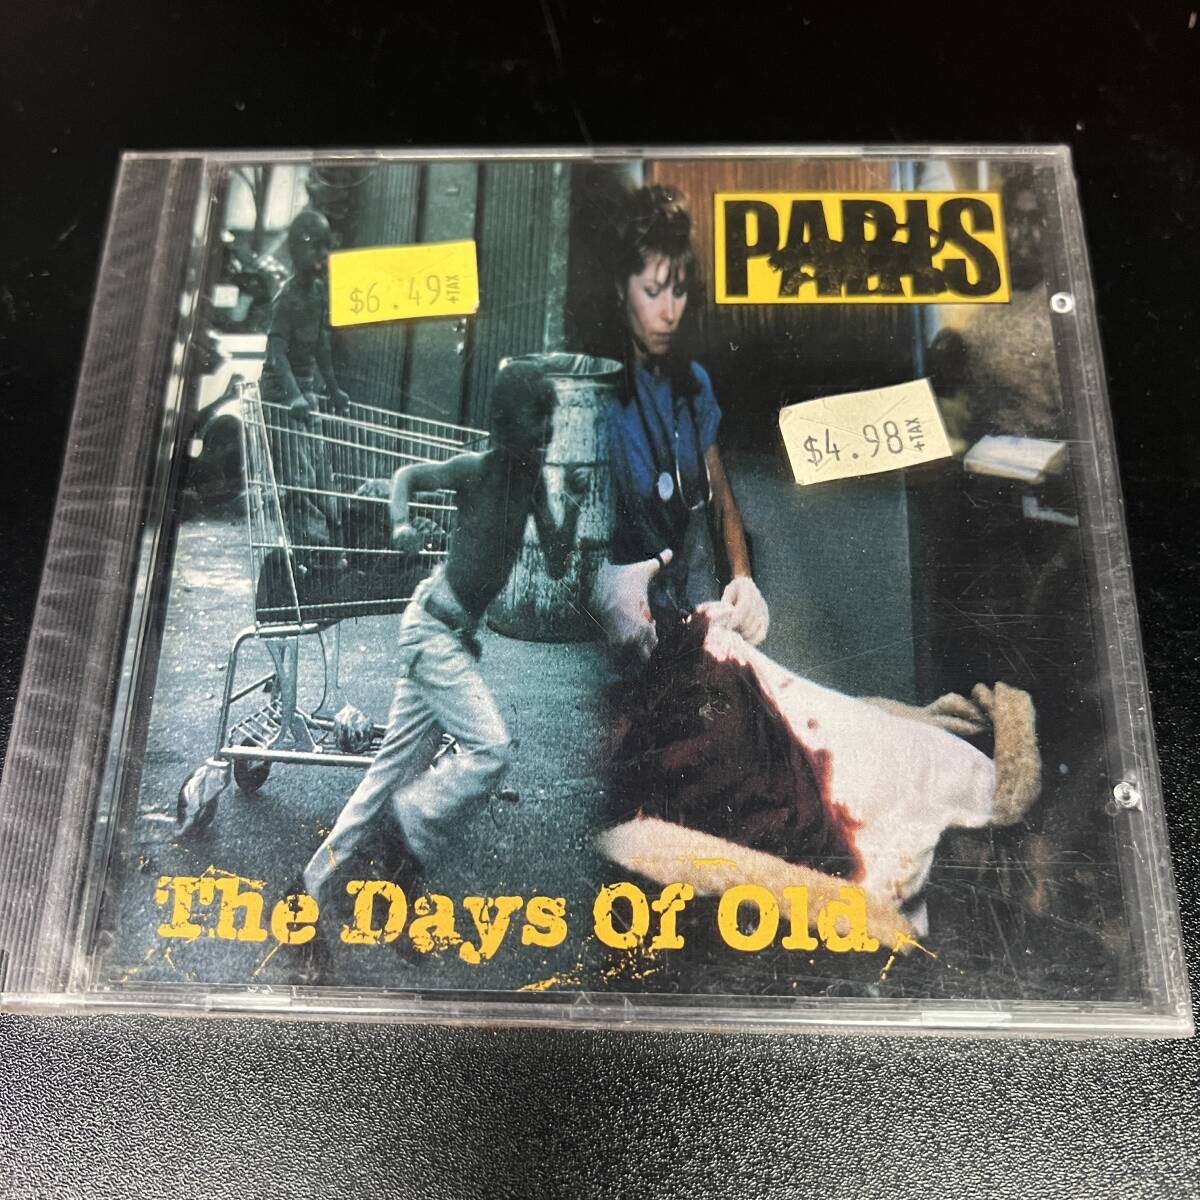 PARIS
$6.49 +TAX
$4.98 +TAX
The Days Of Old